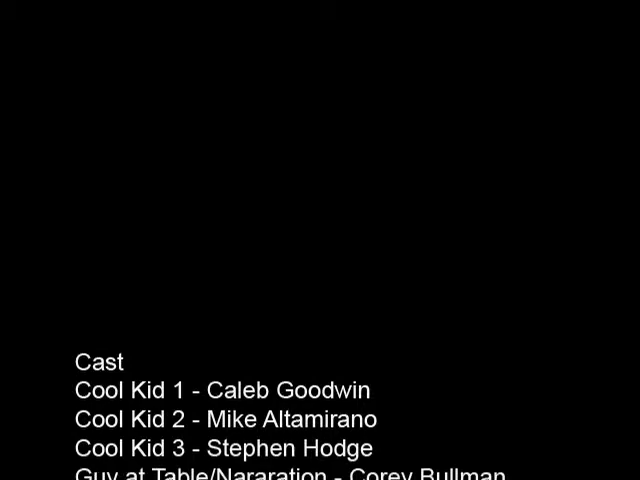 Cast
Cool Kid 1 - Caleb Goodwin
Cool Kid 2 - Mike Altamirano
Cool Kid 3 - Stephen Hodge
Guy at Table/Nararation - Corey Bullman